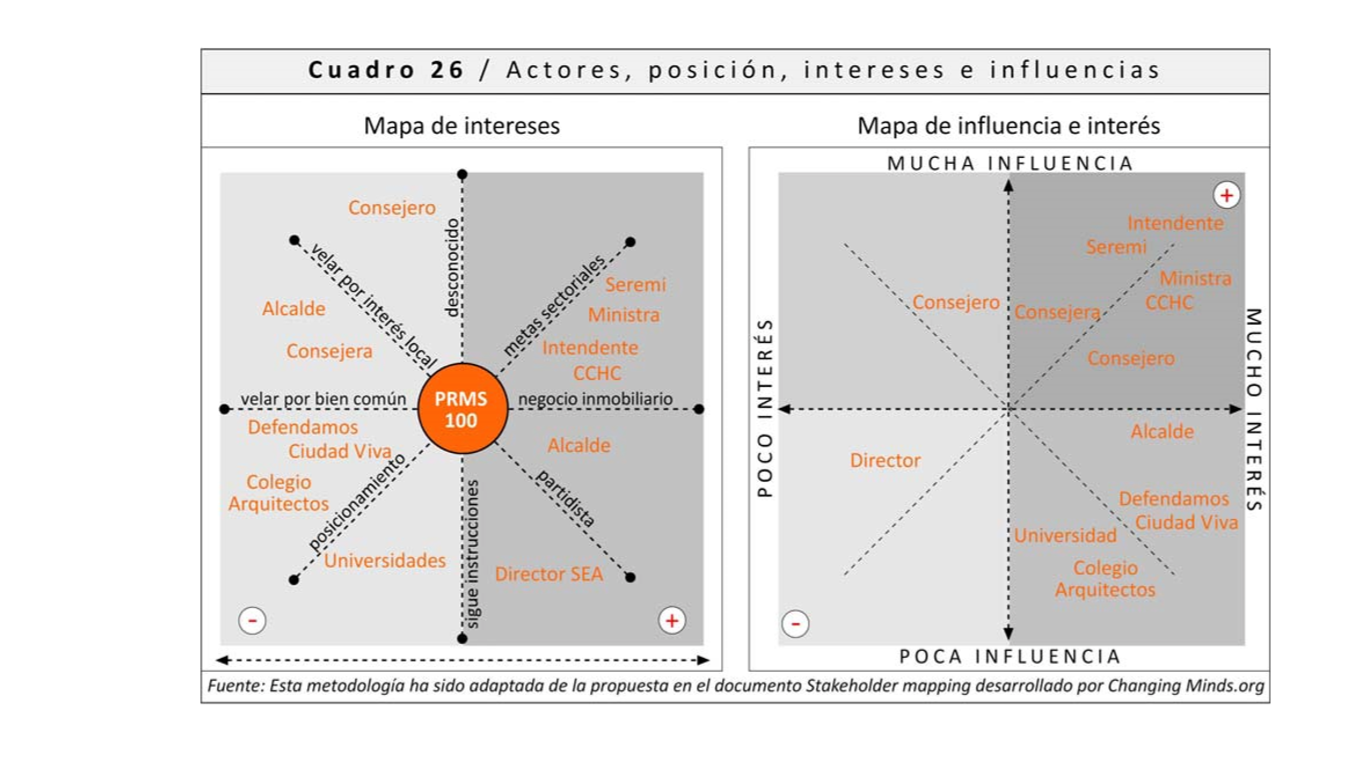 Cuadro 26 / Actores, posición, intereses e influencias
Mapa de intereses
Consejero
desconocido
velar por interés local
metas sectoriales
Alcalde
Seremi
Ministra
Consejera
Intendente
CCHC
velar por bien común
PRMS
100
negocio inmobiliario
Defendamos
Ciudad Viva
Alcalde
Colegio
Arquitectos
posicionamiento
partidista
sigue instrucciones
Universidades
Director SEA
-
+
Mapa de influencia e interés
MUCHA INFLUENCIA
+
Intendente
Seremi
Ministra
CCHC
Consejero
Consejera
Consejero
POCO INTERÉS
MUCHO INTERÉS
Alcalde
Director
Defendamos
Ciudad Viva
Universidad
Colegio
Arquitectos
-
POCA INFLUENCIA
Fuente: Esta metodología ha sido adaptada de la propuesta en el documento Stakeholder mapping desarrollado por Changing Minds.org